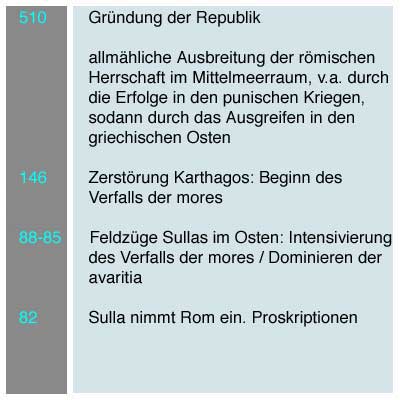 510 Gründung der Republik
allmähliche Ausbreitung der römischen
Herrschaft im Mittelmeerraum, v.a. durch
die Erfolge in den punischen Kriegen,
sodann durch das Ausgreifen in den
griechischen Osten
146 Zerstörung Karthagos: Beginn des
Verfalls der mores
88-85 Feldzüge Sullas im Osten: Intensivierung
des Verfalls der mores / Dominieren der
avaritia
82 Sulla nimmt Rom ein. Proskriptionen